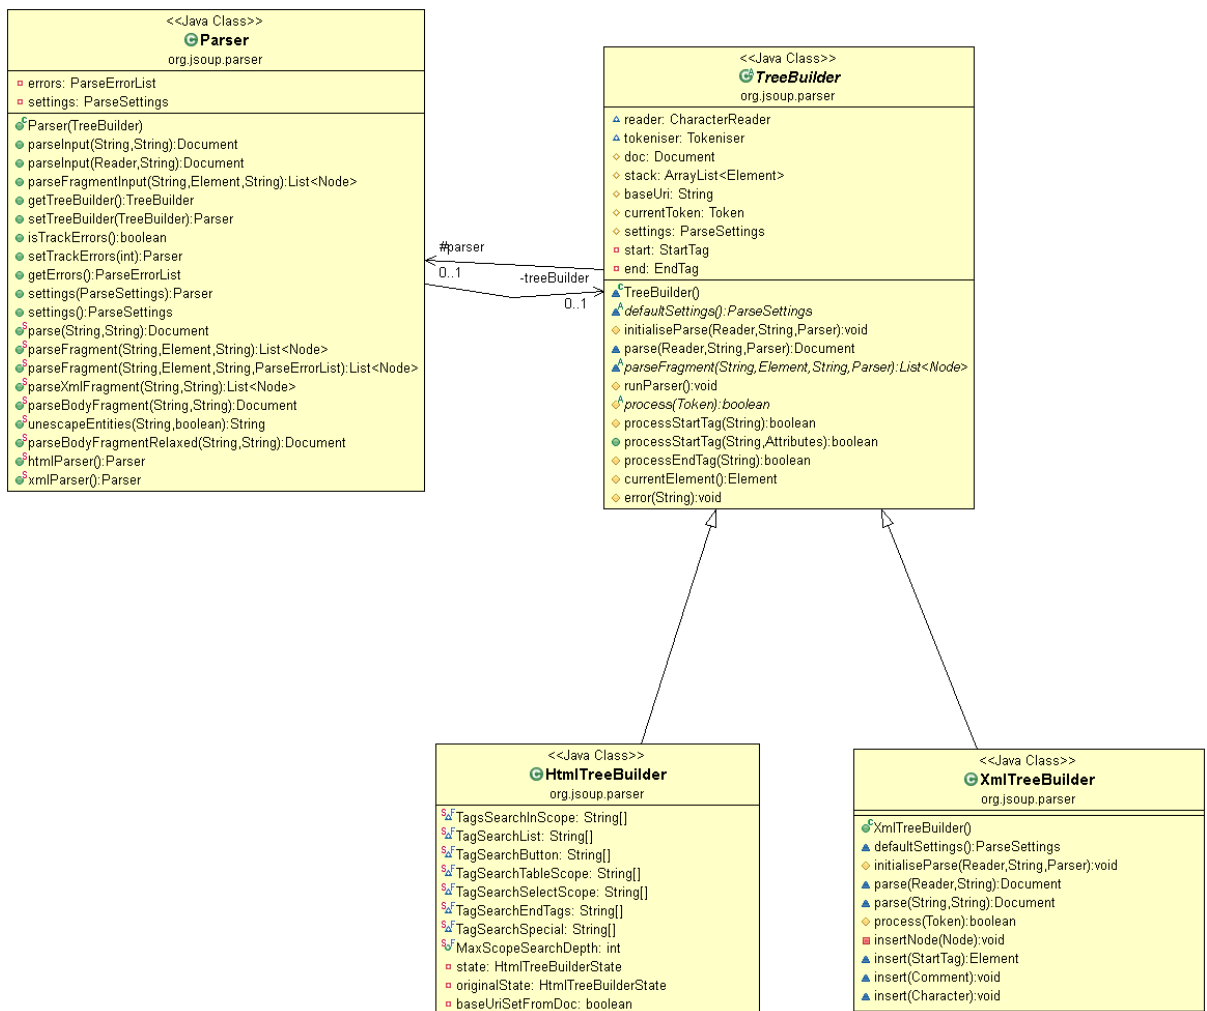 <<Java Class>>
Parser
org.jsoup.parser
errors: ParseErrorList
settings: ParseSettings
Parser(TreeBuilder)
parseInput(String,String):Document
parseInput(Reader,String):Document
parseFragmentInput(String,Element,String):List<Node>
getTreeBuilder():TreeBuilder
setTreeBuilder(TreeBuilder):Parser
isTrackErrors():boolean
setTrackErrors(int):Parser
getErrors():ParseErrorList
settings(ParseSettings):Parser
settings():ParseSettings
parse(String,String):Document
parseFragment(String,Element,String):List<Node>
parseFragment(String,Element,String,ParseErrorList):List<Node>
parseXmlFragment(String,String):List<Node>
parseBodyFragment(String,String):Document
unescapeEntities(String,boolean):String
parseBodyFragmentRelaxed(String,String):Document
htmlParser():Parser
xmlParser():Parser
#parser
0..1
-treeBuilder
0..1
<<Java Class>>
TreeBuilder
org.jsoup.parser
reader: CharacterReader
tokeniser: Tokeniser
doc: Document
stack: ArrayList<Element>
baseUri: String
currentToken: Token
settings: ParseSettings
start: StartTag
end: EndTag
TreeBuilder()
defaultSettings():ParseSettings
initialiseParse(Reader,String,Parser):void
parse(Reader,String,Parser):Document
parseFragment(String,Element,String,Parser):List<Node>
runParser():void
process(Token):boolean
processStartTag(String):boolean
processStartTag(String,Attributes):boolean
processEndTag(String):boolean
currentElement():Element
error(String):void
<<Java Class>>
HtmlTreeBuilder
org.jsoup.parser
TagsSearchInScope: String[]
TagSearchList: String[]
TagSearchButton: String[]
TagSearchTableScope: String[]
TagSearchSelectScope: String[]
TagSearchEndTags: String[]
TagSearchSpecial: String[]
MaxScopeSearchDepth: int
state: HtmlTreeBuilderState
originalState: HtmlTreeBuilderState
baseUriSetFromDoc: boolean
<<Java Class>>
XmlTreeBuilder
org.jsoup.parser
XmlTreeBuilder()
defaultSettings():ParseSettings
initialiseParse(Reader,String,Parser):void
parse(Reader,String):Document
parse(String,String):Document
process(Token):boolean
insertNode(Node):void
insert(StartTag):Element
insert(Comment):void
insert(Character):void